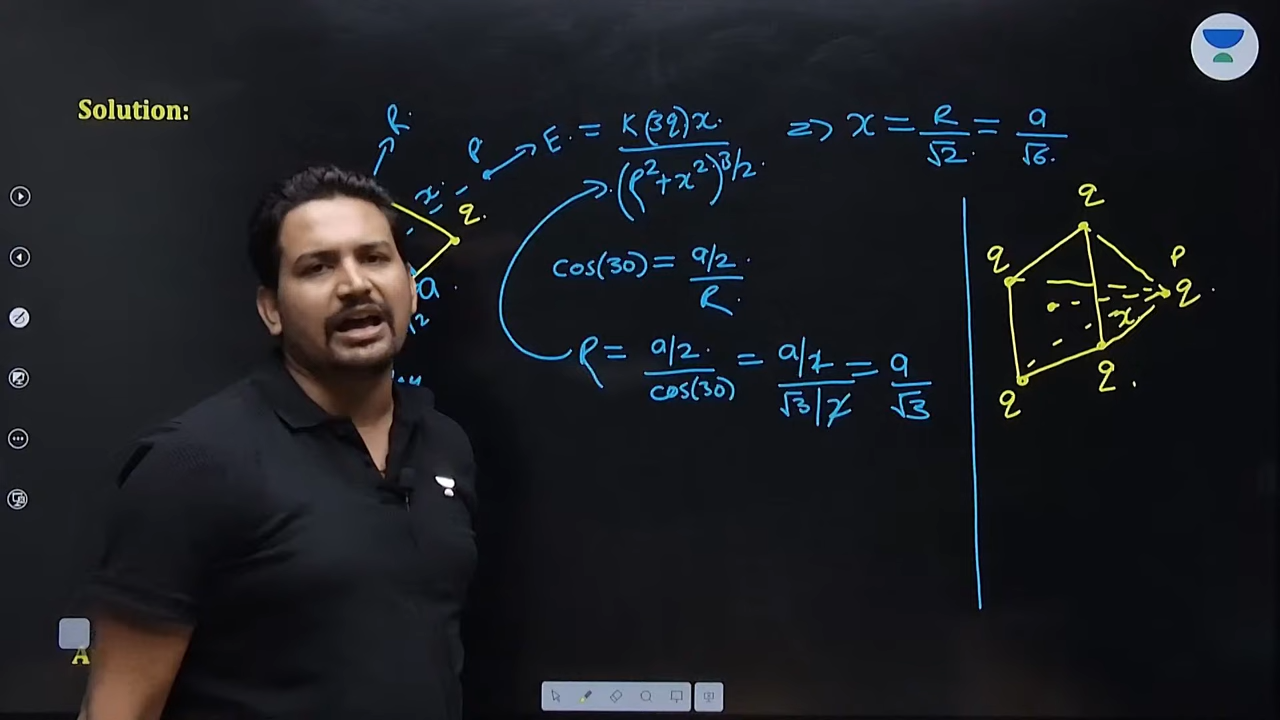 Solution:
R
P
E = K(3q)x / (R²+x²)^3/2
=> x = R/√2 = a/√6
x
q
a
cos(30) = a/2 / R
R = a/2 / cos(30) = a/2 / √3/2 = a/√3
q
q
P
q
x
q
q
A